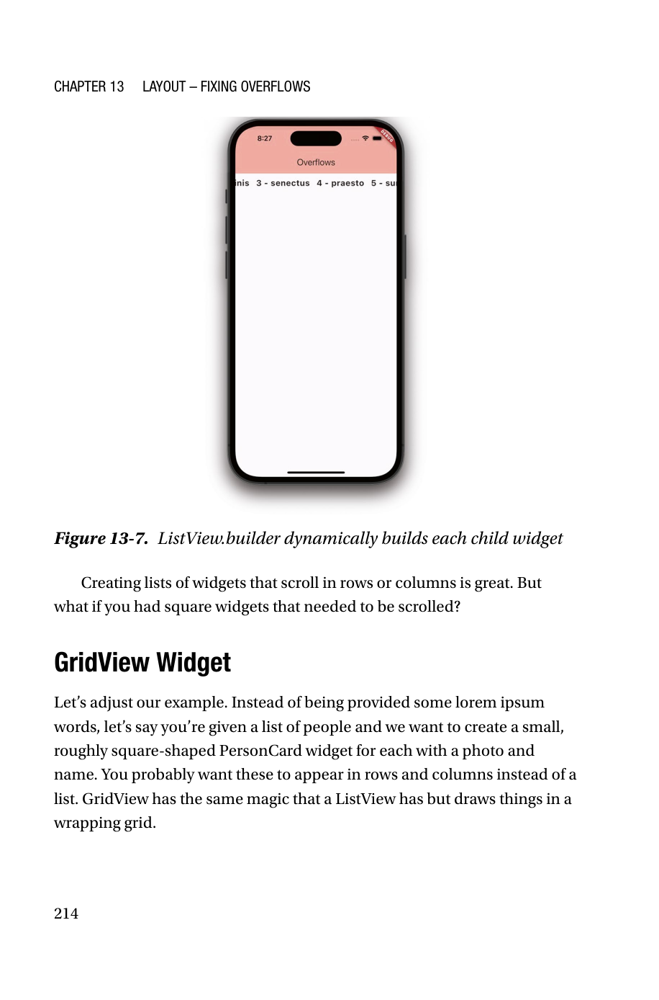 CHAPTER 13 LAYOUT – FIXING OVERFLOWS
8:27
DEBUG
Overflows
inis 3 - senectus 4 - praesto 5 - su
Figure 13-7. ListView.builder dynamically builds each child widget
Creating lists of widgets that scroll in rows or columns is great. But
what if you had square widgets that needed to be scrolled?
GridView Widget
Let’s adjust our example. Instead of being provided some lorem ipsum
words, let’s say you’re given a list of people and we want to create a small,
roughly square-shaped PersonCard widget for each with a photo and
name. You probably want these to appear in rows and columns instead of a
list. GridView has the same magic that a ListView has but draws things in a
wrapping grid.
214